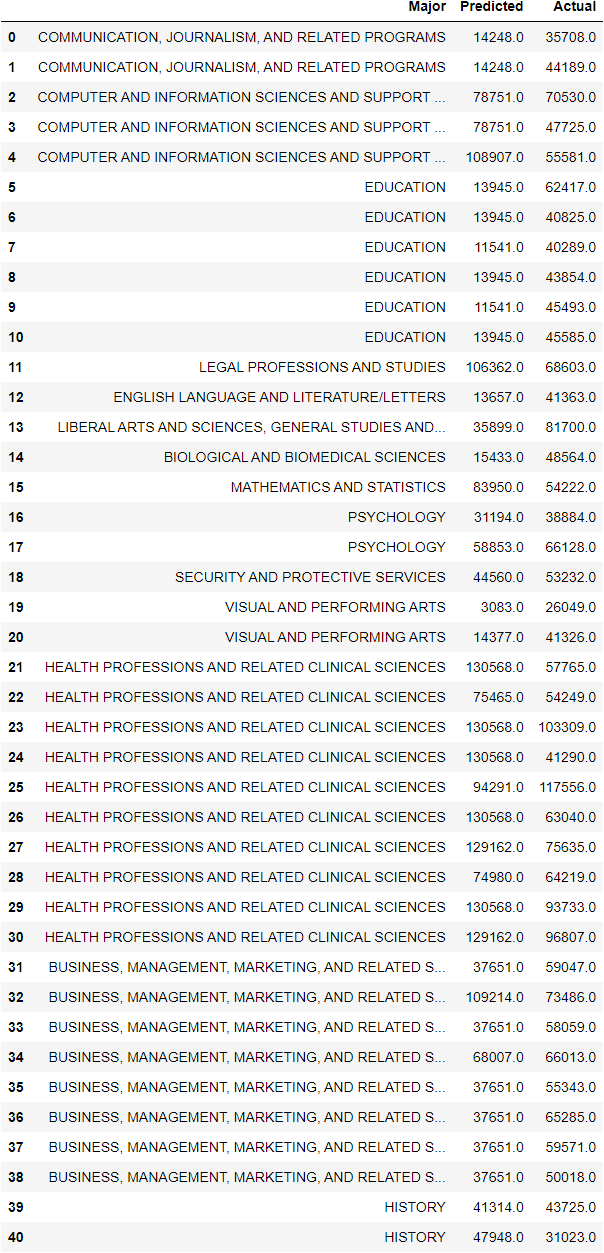 Major Predicted Actual
0 COMMUNICATION, JOURNALISM, AND RELATED PROGRAMS 14248.0 35708.0
1 COMMUNICATION, JOURNALISM, AND RELATED PROGRAMS 14248.0 44189.0
2 COMPUTER AND INFORMATION SCIENCES AND SUPPORT ... 78751.0 70530.0
3 COMPUTER AND INFORMATION SCIENCES AND SUPPORT ... 78751.0 47725.0
4 COMPUTER AND INFORMATION SCIENCES AND SUPPORT ... 108907.0 55581.0
5 EDUCATION 13945.0 62417.0
6 EDUCATION 13945.0 40825.0
7 EDUCATION 11541.0 40289.0
8 EDUCATION 13945.0 43854.0
9 EDUCATION 11541.0 45493.0
10 EDUCATION 13945.0 45585.0
11 LEGAL PROFESSIONS AND STUDIES 106362.0 68603.0
12 ENGLISH LANGUAGE AND LITERATURE/LETTERS 13657.0 41363.0
13 LIBERAL ARTS AND SCIENCES, GENERAL STUDIES AND... 35899.0 81700.0
14 BIOLOGICAL AND BIOMEDICAL SCIENCES 15433.0 48564.0
15 MATHEMATICS AND STATISTICS 83950.0 54222.0
16 PSYCHOLOGY 31194.0 38884.0
17 PSYCHOLOGY 58853.0 66128.0
18 SECURITY AND PROTECTIVE SERVICES 44560.0 53232.0
19 VISUAL AND PERFORMING ARTS 3083.0 26049.0
20 VISUAL AND PERFORMING ARTS 14377.0 41326.0
21 HEALTH PROFESSIONS AND RELATED CLINICAL SCIENCES 130568.0 57765.0
22 HEALTH PROFESSIONS AND RELATED CLINICAL SCIENCES 75465.0 54249.0
23 HEALTH PROFESSIONS AND RELATED CLINICAL SCIENCES 130568.0 103309.0
24 HEALTH PROFESSIONS AND RELATED CLINICAL SCIENCES 130568.0 41290.0
25 HEALTH PROFESSIONS AND RELATED CLINICAL SCIENCES 94291.0 117556.0
26 HEALTH PROFESSIONS AND RELATED CLINICAL SCIENCES 130568.0 63040.0
27 HEALTH PROFESSIONS AND RELATED CLINICAL SCIENCES 129162.0 75635.0
28 HEALTH PROFESSIONS AND RELATED CLINICAL SCIENCES 74980.0 64219.0
29 HEALTH PROFESSIONS AND RELATED CLINICAL SCIENCES 130568.0 93733.0
30 HEALTH PROFESSIONS AND RELATED CLINICAL SCIENCES 129162.0 96807.0
31 BUSINESS, MANAGEMENT, MARKETING, AND RELATED S... 37651.0 59047.0
32 BUSINESS, MANAGEMENT, MARKETING, AND RELATED S... 109214.0 73486.0
33 BUSINESS, MANAGEMENT, MARKETING, AND RELATED S... 37651.0 58059.0
34 BUSINESS, MANAGEMENT, MARKETING, AND RELATED S... 68007.0 66013.0
35 BUSINESS, MANAGEMENT, MARKETING, AND RELATED S... 37651.0 55343.0
36 BUSINESS, MANAGEMENT, MARKETING, AND RELATED S... 37651.0 65285.0
37 BUSINESS, MANAGEMENT, MARKETING, AND RELATED S... 37651.0 59571.0
38 BUSINESS, MANAGEMENT, MARKETING, AND RELATED S... 37651.0 50018.0
39 HISTORY 41314.0 43725.0
40 HISTORY 47948.0 31023.0